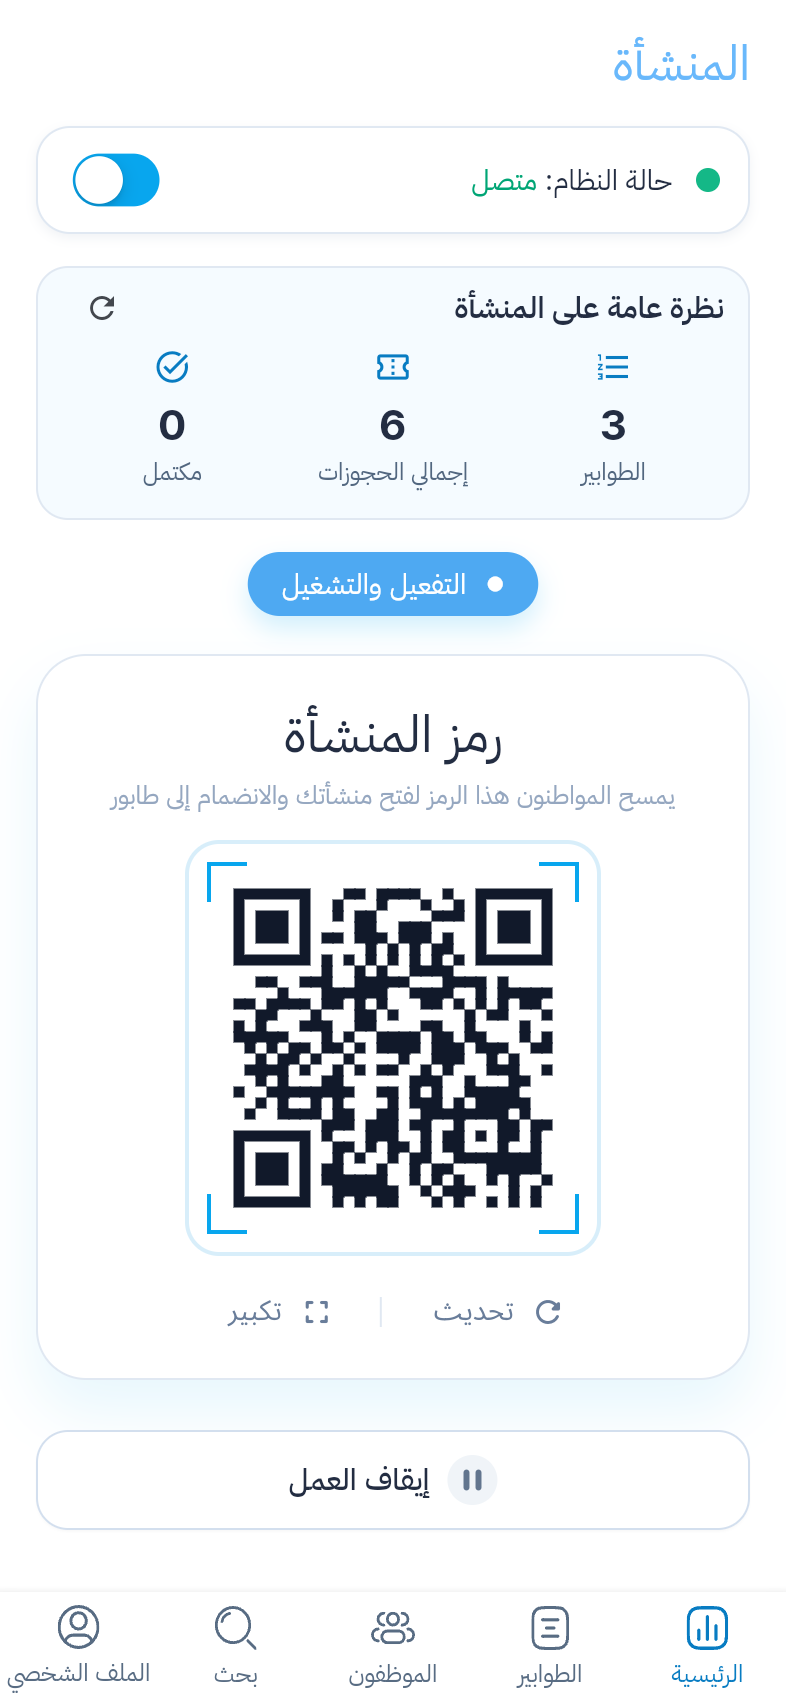 المنشأة
حالة النظام: متصل
نظرة عامة على المنشأة
3
6
0
الطوابير
إجمالي الحجوزات
مكتمل
التفعيل والتشغيل
رمز المنشأة
يمسح المواطنون هذا الرمز لفتح منشأتك والانضمام إلى طابور
تحديث
تكبير
إيقاف العمل
الرئيسية
الطوابير
الموظفون
بحث
الملف الشخصي